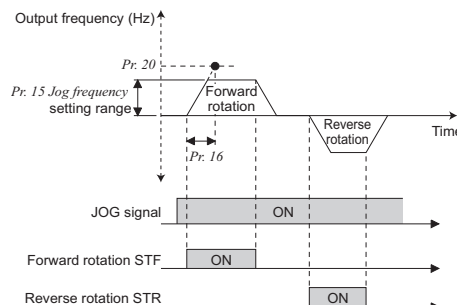 Output frequency (Hz)
Pr. 20
Pr. 15 Jog frequency
setting range
Forward
rotation
Reverse
rotation
Time
Pr. 16
JOG signal
ON
Forward rotation STF
ON
Reverse rotation STR
ON